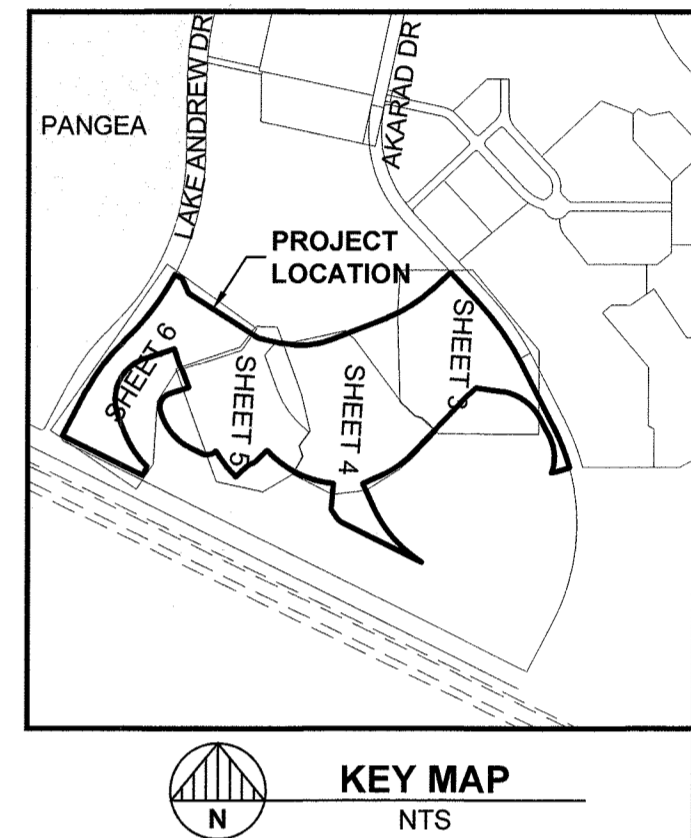 LAKE ANDREW DR
AKARAD DR
PANGEA
PROJECT
LOCATION
SHEET 6
SHEET 5
SHEET 4
SHEET 3
N
KEY MAP
NTS